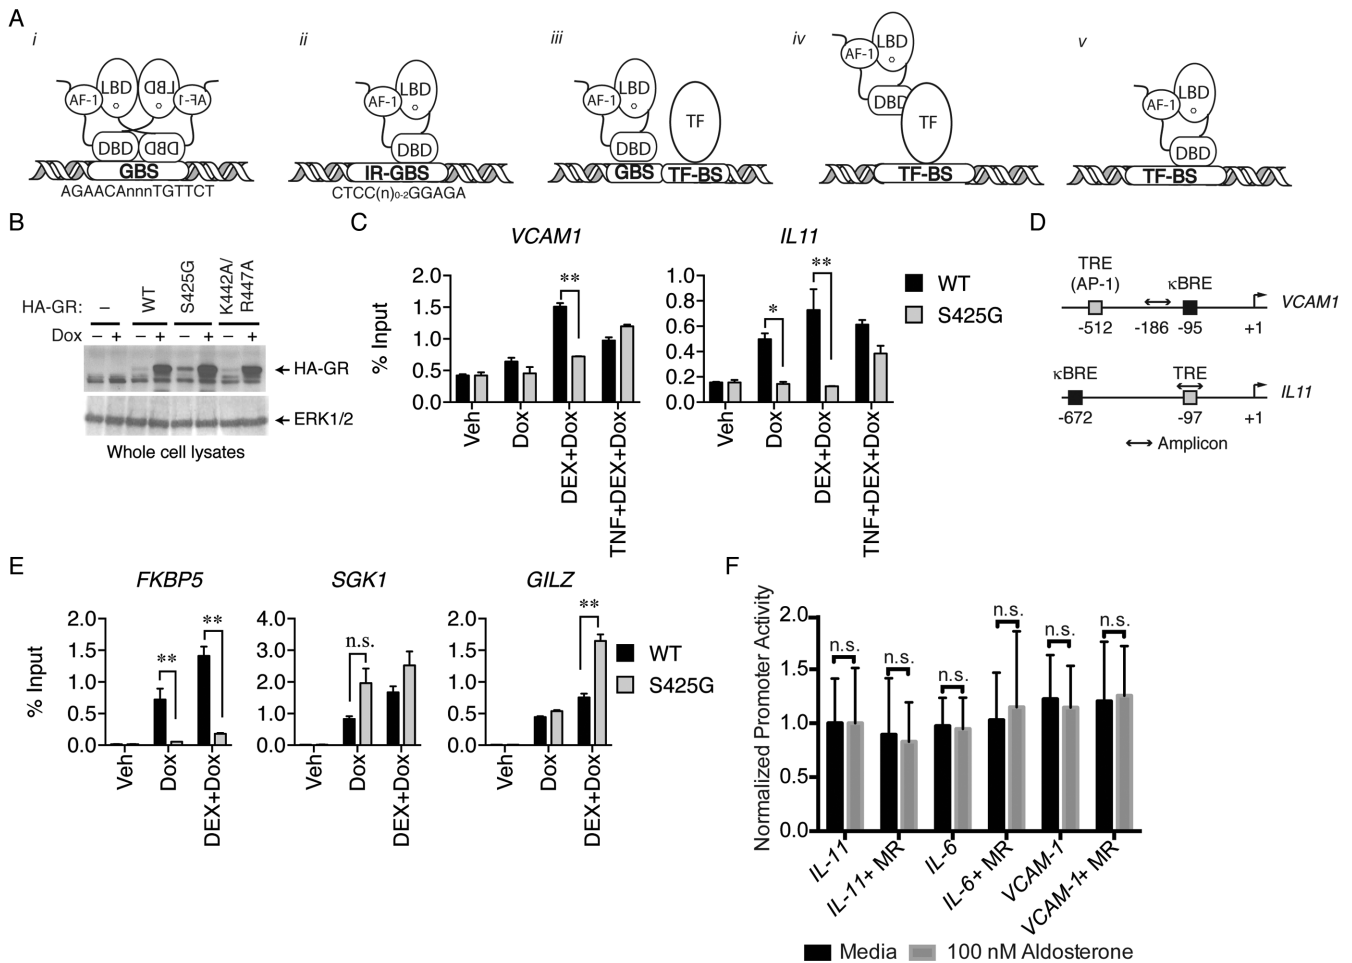 A
i
ii
iii
iv
v
AF-1 LBD LBD AF-1
DBD DBD
GBS
AGAACAnnnTGTTCT
AF-1 LBD
DBD
IR-GBS
CTCC(n)0-2GGAGA
AF-1 LBD TF
DBD
GBS TF-BS
AF-1 LBD
DBD TF
TF-BS
AF-1 LBD
DBD
TF-BS
B
HA-GR: – WT S425G K442A/R447A
Dox – + – + – + – +
HA-GR
ERK1/2
Whole cell lysates
C
VCAM1
% Input
2.0
1.5
1.0
0.5
0.0
**
Veh
Dox
DEX+Dox
TNF+DEX+Dox
IL11
1.0
0.8
0.6
0.4
0.2
0.0
*
**
Veh
Dox
DEX+Dox
TNF+DEX+Dox
WT
S425G
D
TRE
(AP-1)
κBRE
VCAM1
-512 -186 -95 +1
κBRE TRE
IL11
-672 -97 +1
Amplicon
E
FKBP5
% Input
2.0
1.5
1.0
0.5
0.0
**
**
Veh
Dox
DEX+Dox
SGK1
4.0
3.0
2.0
1.0
0.0
n.s.
Veh
Dox
DEX+Dox
GILZ
2.0
1.5
1.0
0.5
0.0
**
Veh
Dox
DEX+Dox
WT
S425G
F
Normalized Promoter Activity
2.0
1.5
1.0
0.5
0.0
n.s.
n.s.
n.s.
n.s.
n.s.
n.s.
IL-11
IL-11+ MR
IL-6
IL-6+ MR
VCAM-1
VCAM-1+ MR
Media
100 nM Aldosterone